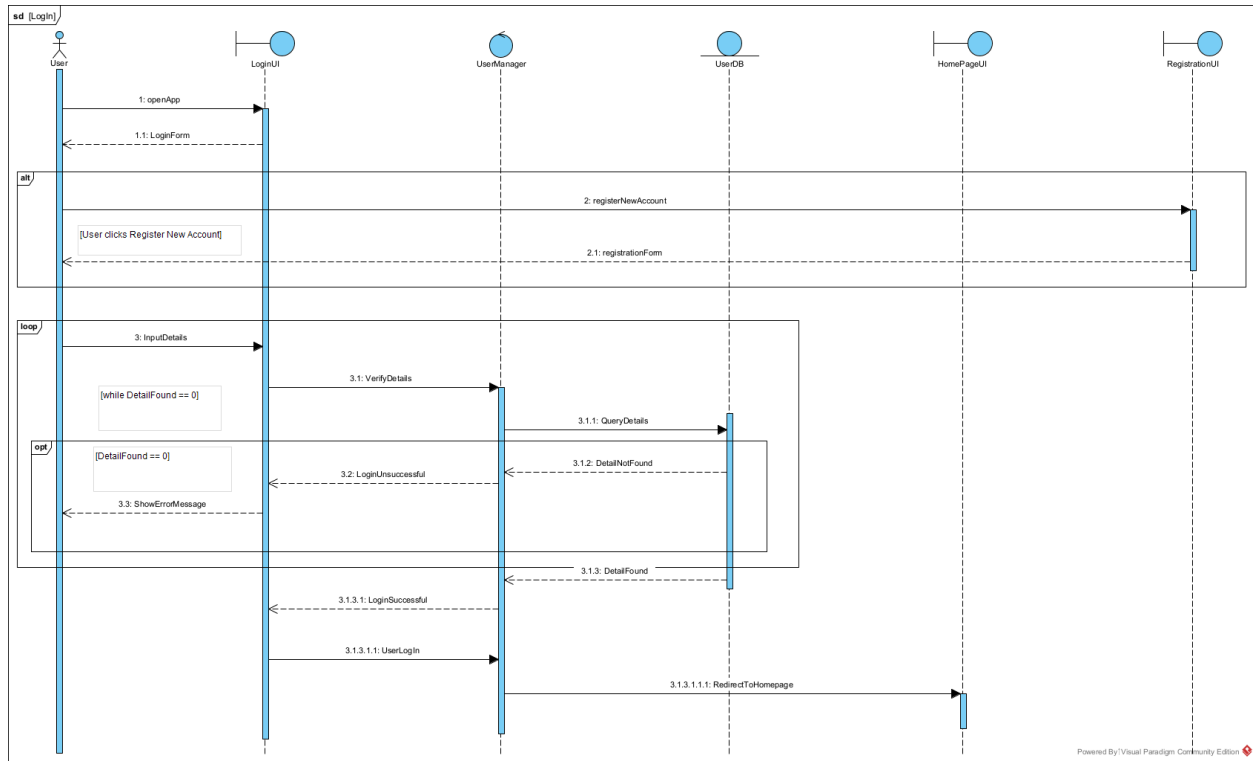 sd [LogIn]
User
LoginUI
UserManager
UserDB
HomePageUI
RegistrationUI
1: openApp
1.1: LoginForm
alt
2: registerNewAccount
[User clicks Register New Account]
2.1: registrationForm
loop
3: InputDetails
3.1: VerifyDetails
[while DetailFound == 0]
3.1.1: QueryDetails
opt
[DetailFound == 0]
3.1.2: DetailNotFound
3.2: LoginUnsuccessful
3.3: ShowErrorMessage
3.1.3: DetailFound
3.1.3.1: LoginSuccessful
3.1.3.1.1: UserLogIn
3.1.3.1.1.1: RedirectToHomepage
Powered By Visual Paradigm Community Edition